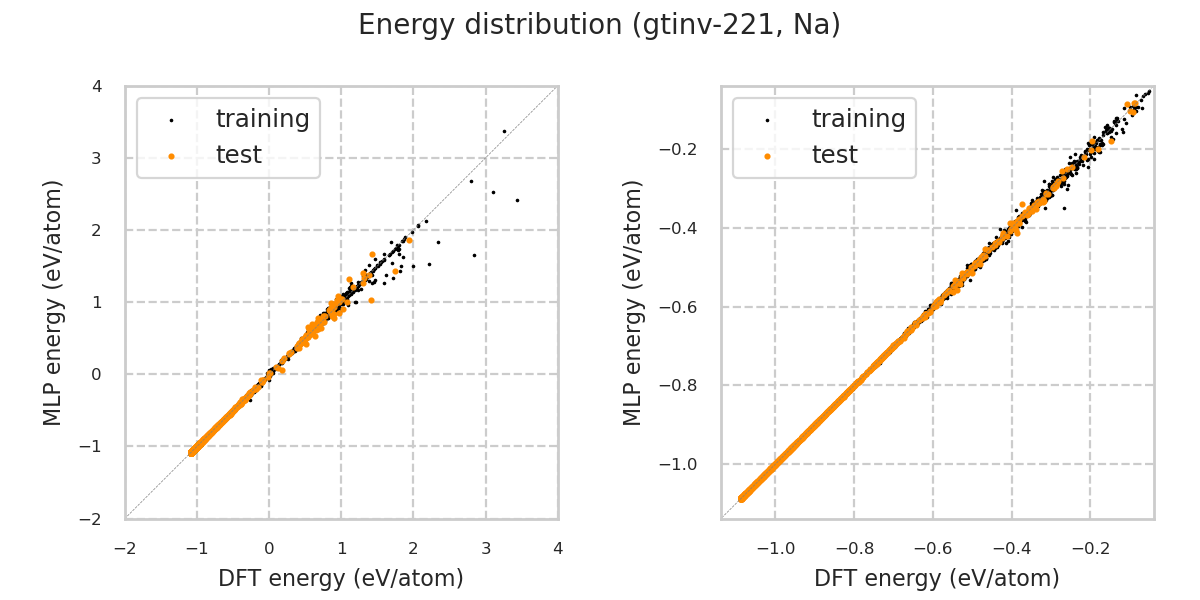 Energy distribution (gtinv-221, Na)
training
test
4
3
2
1
0
−1
−2
−2
−1
0
1
2
3
4
MLP energy (eV/atom)
DFT energy (eV/atom)
training
test
−0.2
−0.4
−0.6
−0.8
−1.0
−1.0
−0.8
−0.6
−0.4
−0.2
MLP energy (eV/atom)
DFT energy (eV/atom)